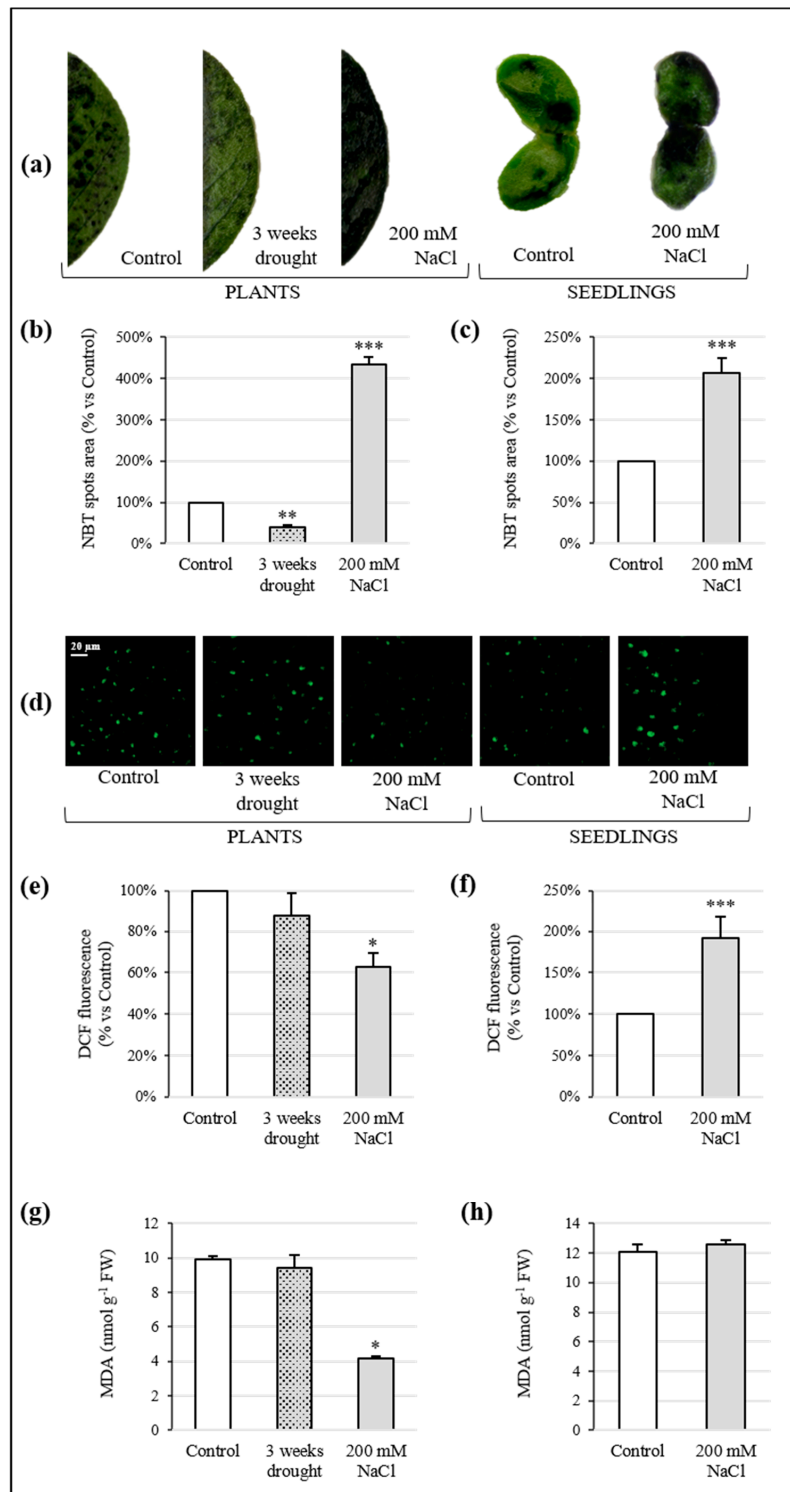 (a)
Control
3 weeks
drought
200 mM
NaCl
Control
200 mM
NaCl
PLANTS
SEEDLINGS
(b)
NBT spots area (% vs Control)
500%
400%
300%
200%
100%
0%
**
***
Control
3 weeks
drought
200 mM
NaCl
(c)
NBT spots area (% vs Control)
250%
200%
150%
100%
50%
0%
***
Control
200 mM
NaCl
(d)
20 µm
Control
3 weeks
drought
200 mM
NaCl
Control
200 mM
NaCl
PLANTS
SEEDLINGS
(e)
DCF fluorescence
(% vs Control)
100%
80%
60%
40%
20%
0%
*
Control
3 weeks
drought
200 mM
NaCl
(f)
DCF fluorescence
(% vs Control)
250%
200%
150%
100%
50%
0%
***
Control
200 mM
NaCl
(g)
MDA (nmol g⁻¹ FW)
12
10
8
6
4
2
0
*
Control
3 weeks
drought
200 mM
NaCl
(h)
MDA (nmol g⁻¹ FW)
14
12
10
8
6
4
2
0
Control
200 mM
NaCl